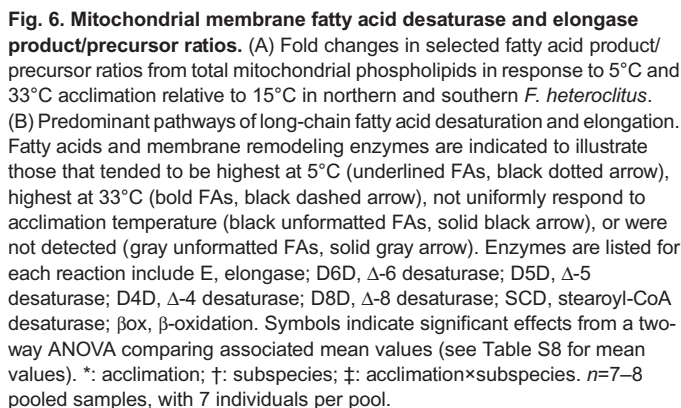 Fig. 6. Mitochondrial membrane fatty acid desaturase and elongase
product/precursor ratios. (A) Fold changes in selected fatty acid product/
precursor ratios from total mitochondrial phospholipids in response to 5°C and
33°C acclimation relative to 15°C in northern and southern F. heteroclitus.
(B) Predominant pathways of long-chain fatty acid desaturation and elongation.
Fatty acids and membrane remodeling enzymes are indicated to illustrate
those that tended to be highest at 5°C (underlined FAs, black dotted arrow),
highest at 33°C (bold FAs, black dashed arrow), not uniformly respond to
acclimation temperature (black unformatted FAs, solid black arrow), or were
not detected (gray unformatted FAs, solid gray arrow). Enzymes are listed for
each reaction include E, elongase; D6D, Δ-6 desaturase; D5D, Δ-5
desaturase; D4D, Δ-4 desaturase; D8D, Δ-8 desaturase; SCD, stearoyl-CoA
desaturase; βox, β-oxidation. Symbols indicate significant effects from a two-
way ANOVA comparing associated mean values (see Table S8 for mean
values). *: acclimation; †: subspecies; ‡: acclimation×subspecies. n=7–8
pooled samples, with 7 individuals per pool.